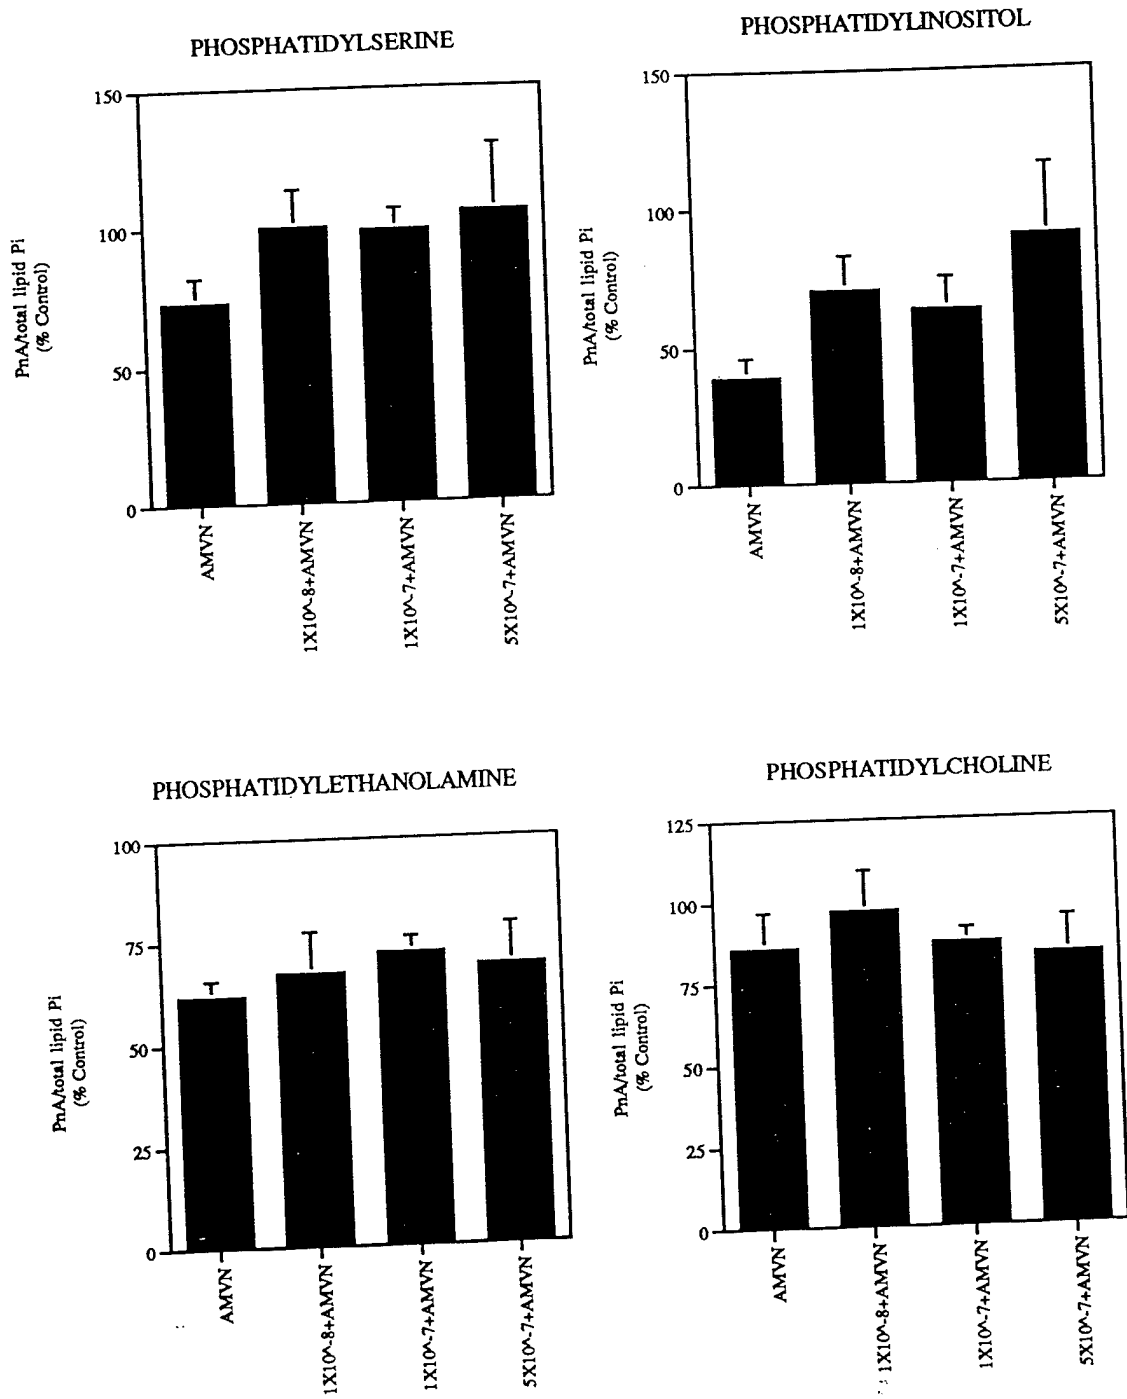 PHOSPHATIDYLSERINE
PnA/total lipid Pi
(% Control)
150
100
50
0
AMVN
1X10^-8+AMVN
1X10^-7+AMVN
5X10^-7+AMVN
PHOSPHATIDYLINOSITOL
PnA/total lipid Pi
(% Control)
150
100
50
0
AMVN
1X10^-8+AMVN
1X10^-7+AMVN
5X10^-7+AMVN
PHOSPHATIDYLETHANOLAMINE
PnA/total lipid Pi
(% Control)
100
75
50
25
0
AMVN
1X10^-8+AMVN
1X10^-7+AMVN
5X10^-7+AMVN
PHOSPHATIDYLCHOLINE
PnA/total lipid Pi
(% Control)
125
100
75
50
25
0
AMVN
1X10^-8+AMVN
1X10^-7+AMVN
5X10^-7+AMVN